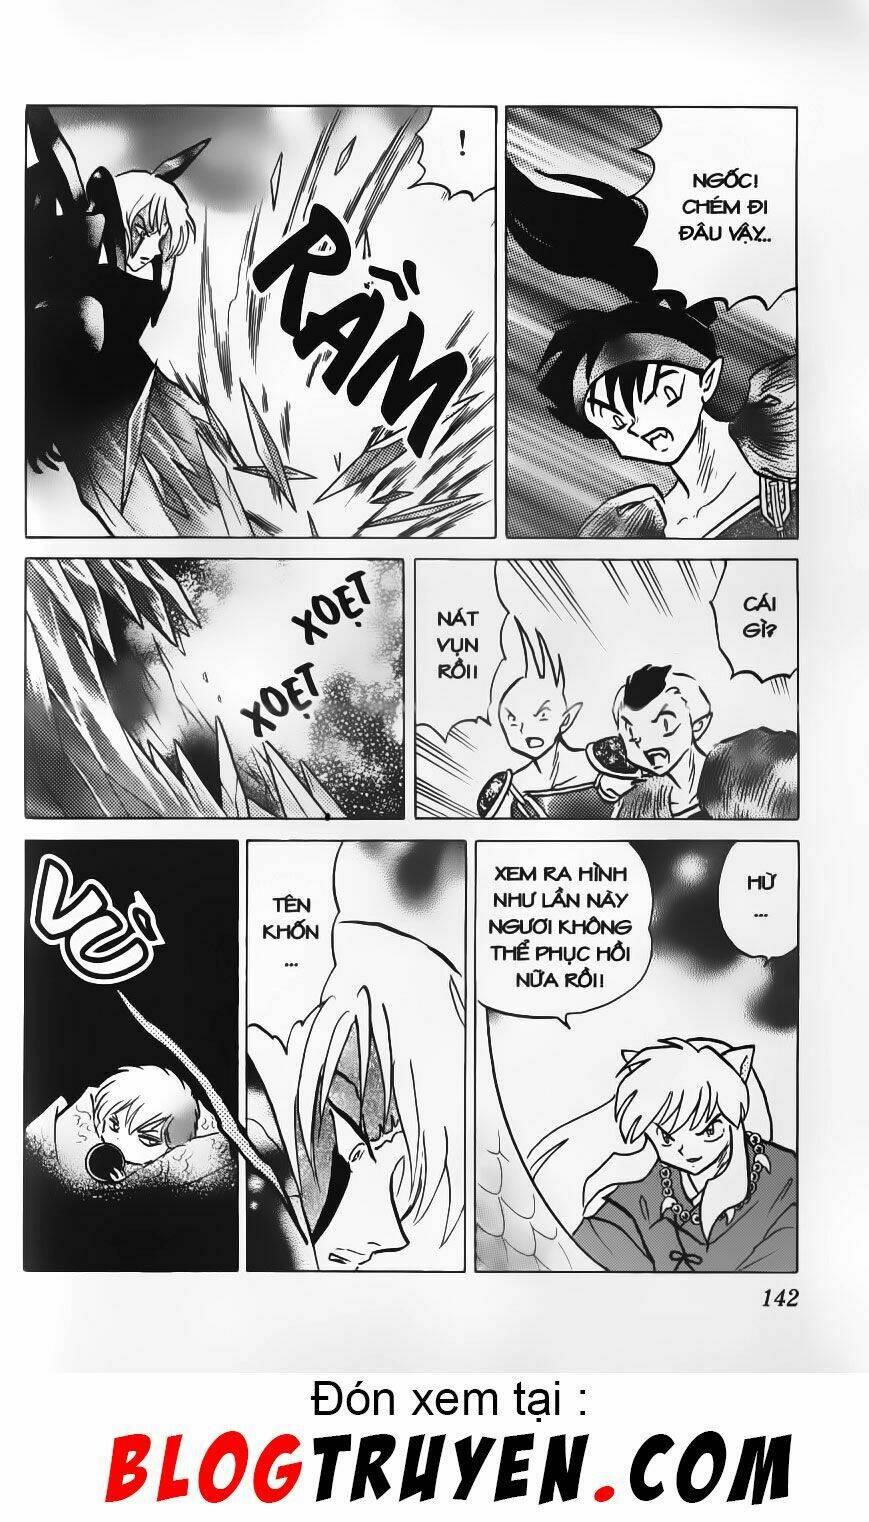 NGỐC!
CHÉM ĐI
ĐÂU VẬY...
!
RẦM
CÁI
GÌ?
NÁT
VỤN
RỒI!
XOẸT
XOẸT
HỪ
...
XEM RA HÌNH
NHƯ LẦN NÀY
NGƯƠI KHÔNG
THỂ PHỤC HỒI
NỮA RỒI!
TÊN
KHỐN
...
VÙ
142
Đón xem tại :
BLOGTRUYEN.COM